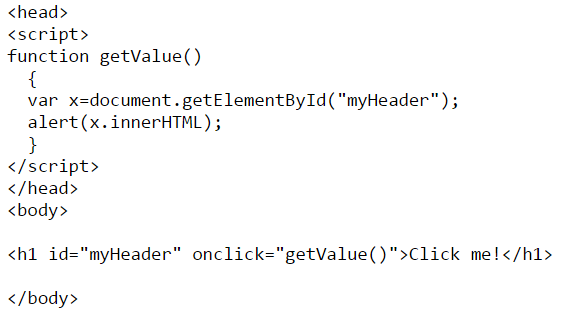 <head>
<script>
function getValue()
  {
  var x=document.getElementById("myHeader");
  alert(x.innerHTML);
  }
</script>
</head>
<body>

<h1 id="myHeader" onclick="getValue()">Click me!</h1>

</body>